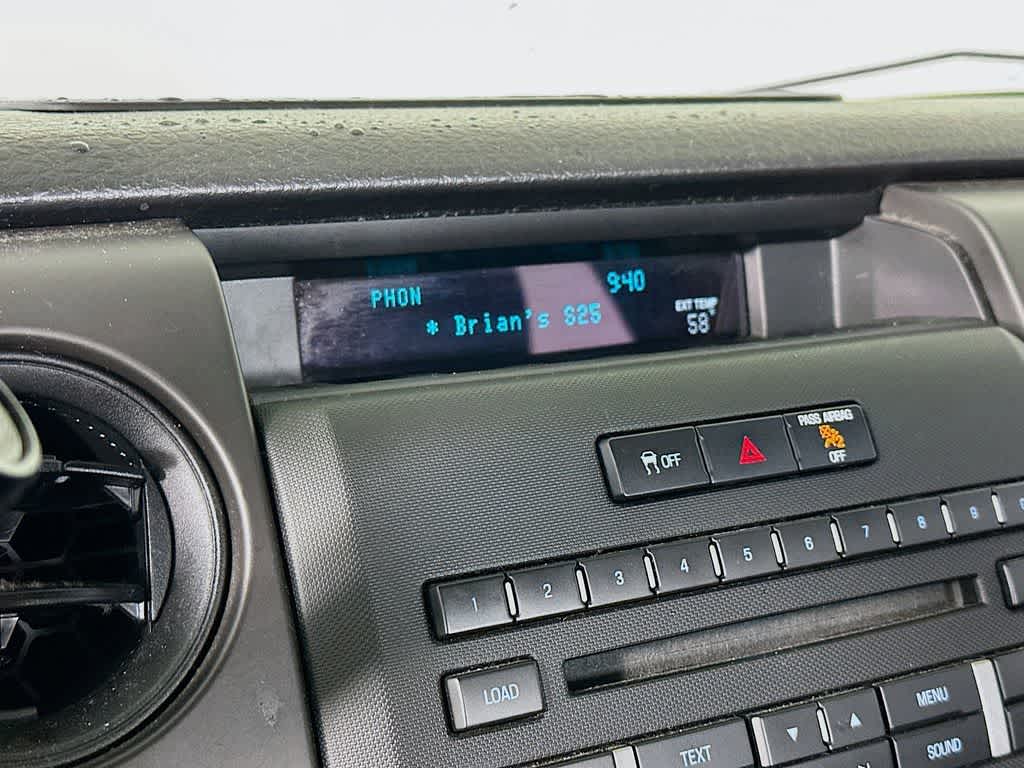 PHON 9:40
* Brian's S25
EXT TEMP
58°
PASS AIRBAG
OFF
OFF
1 2 3 4 5 6 7 8 9
LOAD
MENU
TEXT
SOUND